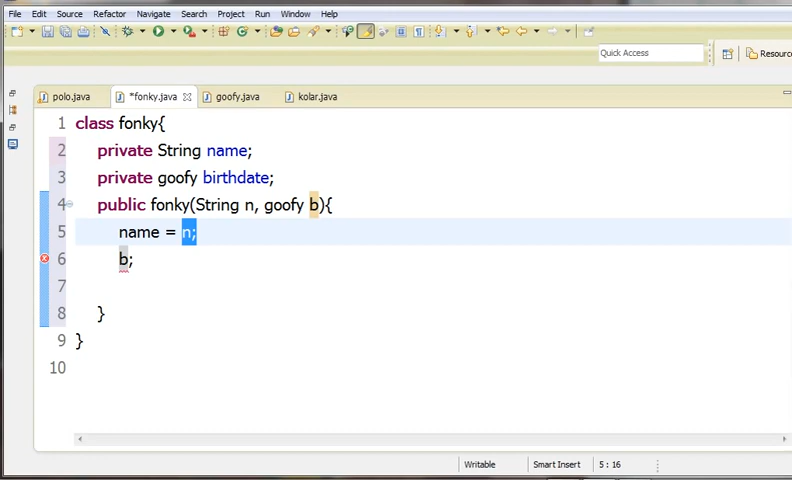 File Edit Source Refactor Navigate Search Project Run Window Help
Quick Access Resource
polo.java *fonky.java goofy.java kolar.java
1 class fonky{
2 private String name;
3 private goofy birthdate;
4 public fonky(String n, goofy b){
5 name = n;
6 b;
7
8 }
9 }
10
Writable Smart Insert 5 : 16